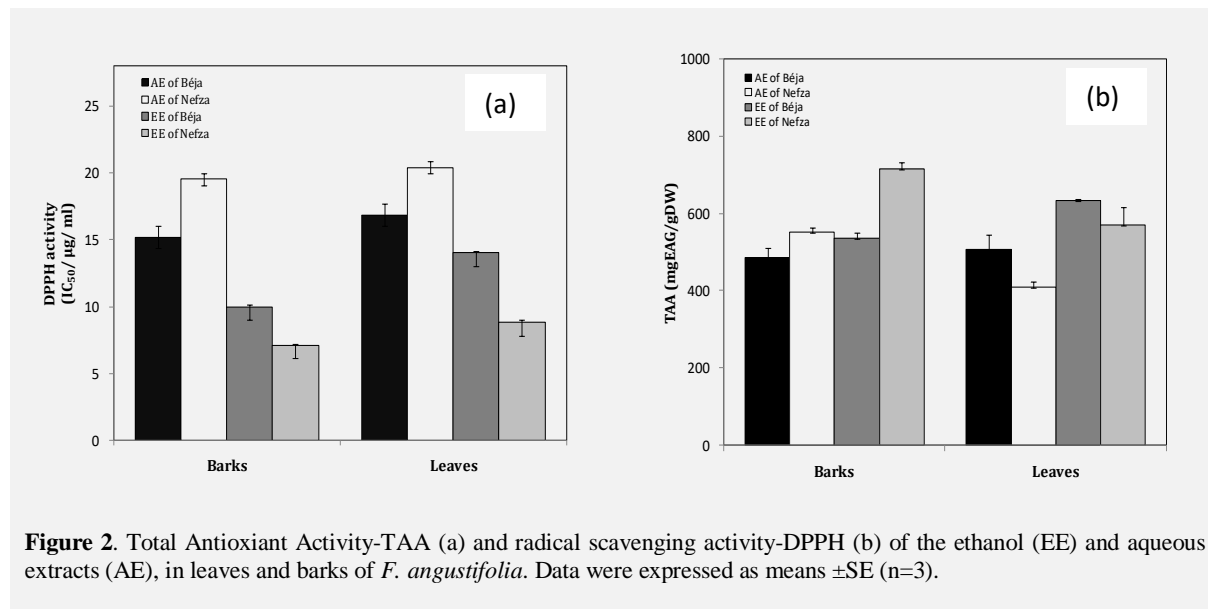 (a)
AE of Béja
AE of Nefza
EE of Béja
EE of Nefza
DPPH activity
(IC₅₀/ µg/ ml)
25
20
15
10
5
0
Barks
Leaves
(b)
AE of Béja
AE of Nefza
EE of Béja
EE of Nefza
TAA (mgEAG/gDW)
1000
800
600
400
200
0
Barks
Leaves
Figure 2. Total Antioxiant Activity-TAA (a) and radical scavenging activity-DPPH (b) of the ethanol (EE) and aqueous
extracts (AE), in leaves and barks of F. angustifolia. Data were expressed as means ±SE (n=3).